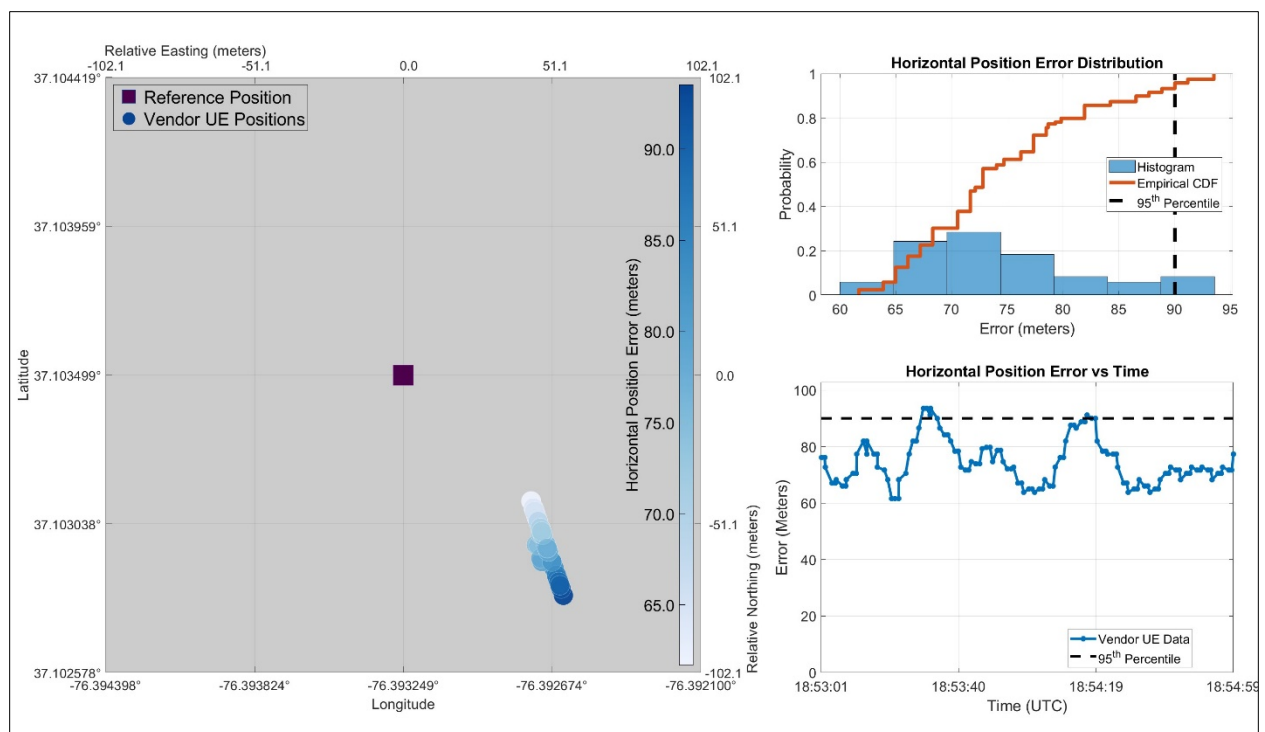 Relative Easting (meters)
-102.1 -51.1 0.0 51.1 102.1
37.104419° 102.1
Reference Position
Vendor UE Positions
90.0
37.103959° 51.1
85.0
80.0
Horizontal Position Error (meters)
Latitude
37.103499° 0.0
75.0
70.0
37.103038° -51.1
Relative Northing (meters)
65.0
37.102578° -102.1
-76.394398° -76.393824° -76.393249° -76.392674° -76.392100°
Longitude
Horizontal Position Error Distribution
1
0.8
0.6
0.4
0.2
0
Probability
Histogram
Empirical CDF
95th Percentile
60 65 70 75 80 85 90 95
Error (meters)
Horizontal Position Error vs Time
100
80
60
40
20
0
Error (Meters)
Vendor UE Data
95th Percentile
18:53:01 18:53:40 18:54:19 18:54:59
Time (UTC)